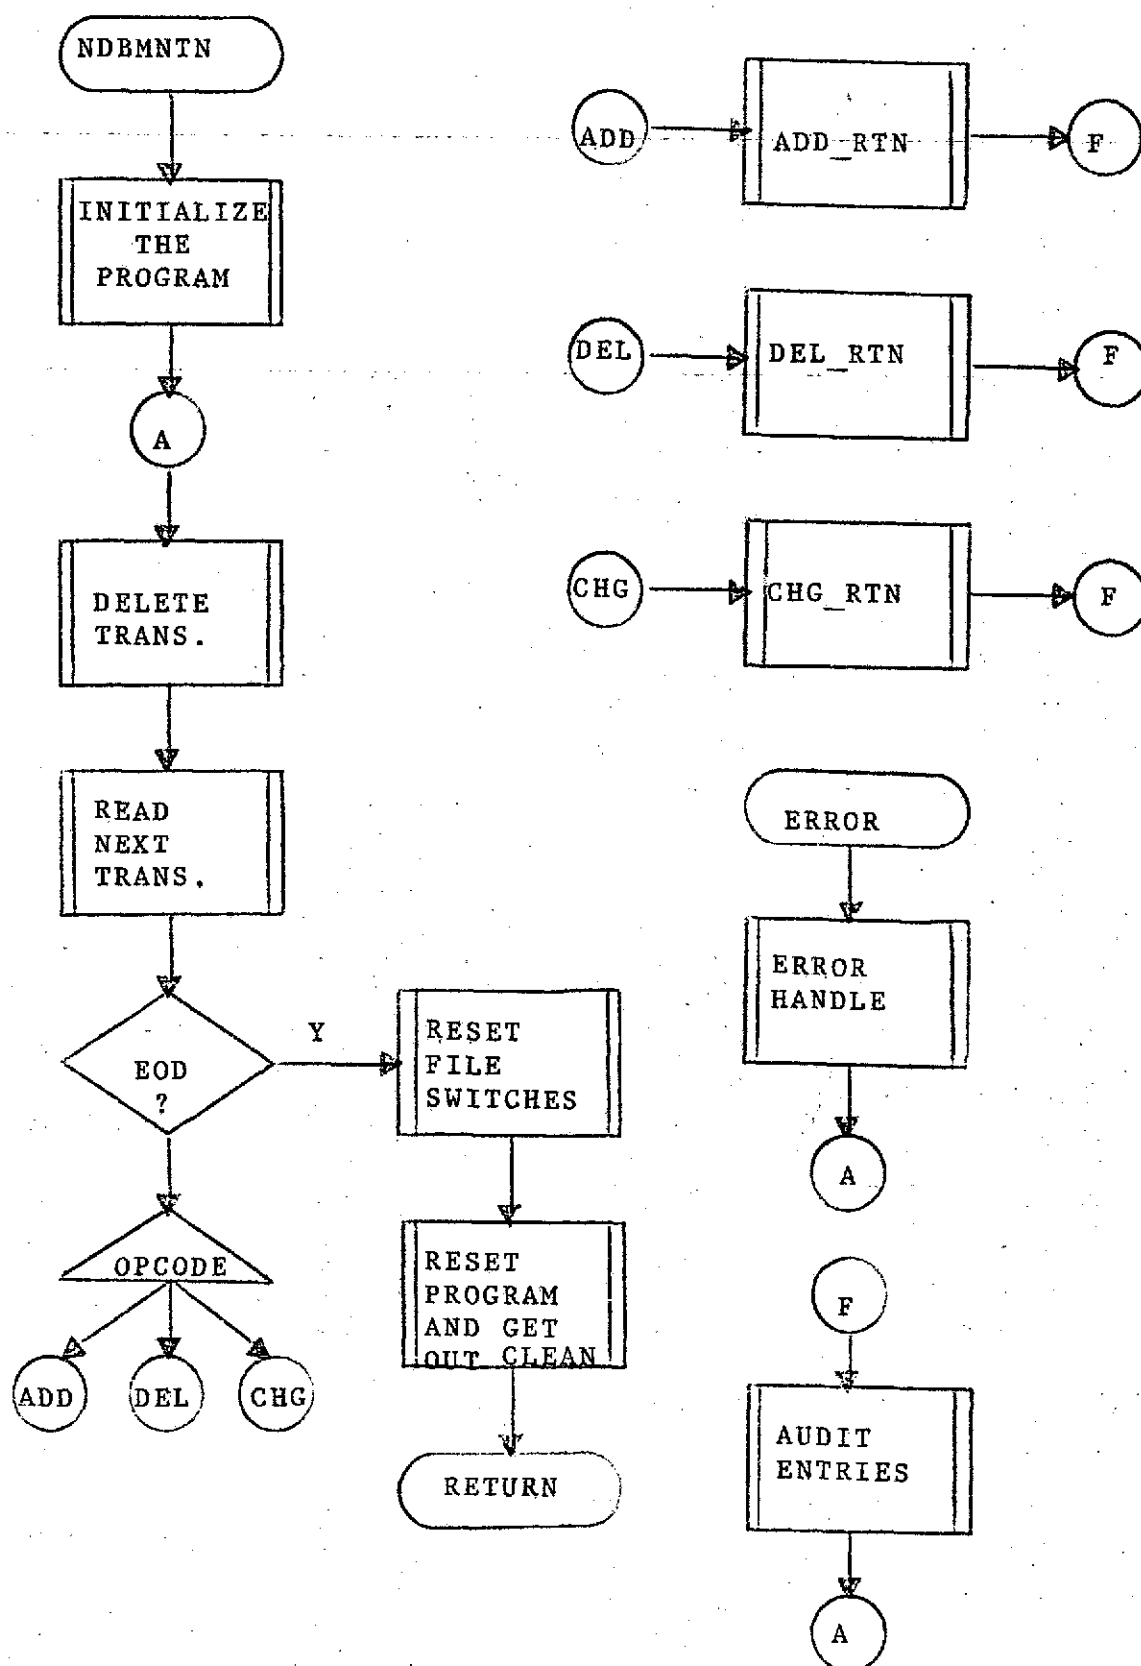 NDBMNTN
INITIALIZE
THE
PROGRAM
A
DELETE
TRANS.
READ
NEXT
TRANS.
EOD
?
Y
RESET
FILE
SWITCHES
OPCODE
ADD
DEL
CHG
RESET
PROGRAM
AND GET
OUT CLEAN
RETURN
ADD
ADD_RTN
F
DEL
DEL_RTN
F
CHG
CHG_RTN
F
ERROR
ERROR
HANDLE
A
F
AUDIT
ENTRIES
A